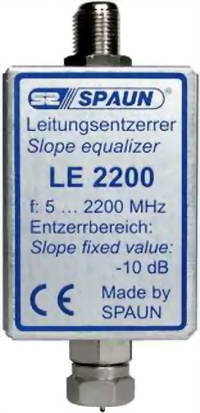 SPAUN®
Leitungsentzerrer
Slope equalizer
LE 2200
f: 5 ... 2200 MHz
Entzerrbereich:
Slope fixed value:
-10 dB
CE Made by
SPAUN